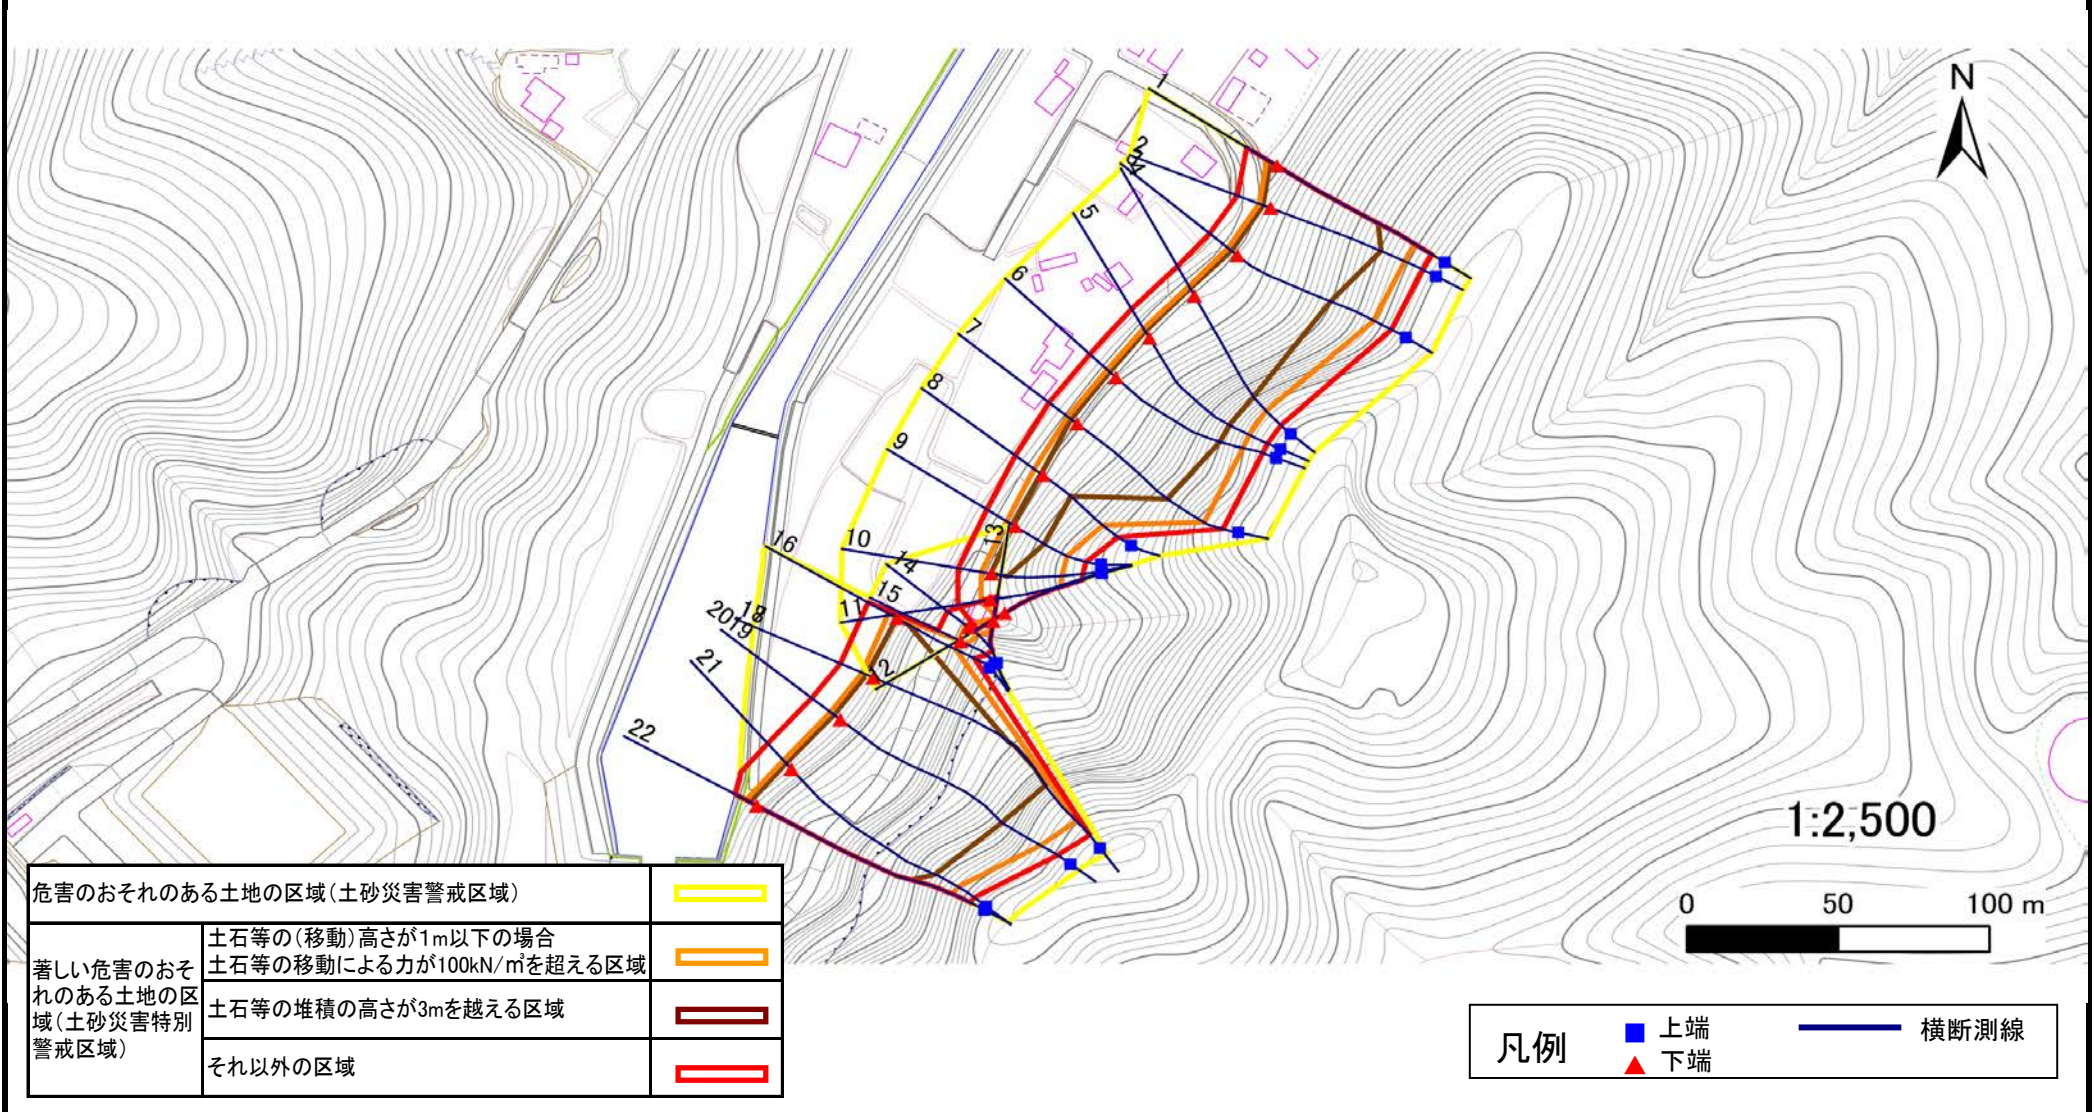 N
1
2
4
5
6
7
8
9
10
13
16
14
15
11
18
2019
12
21
22
1:2,500
0 50 100 m
危害のおそれのある土地の区域(土砂災害警戒区域)
著しい危害のおそ
れのある土地の区
域(土砂災害特別
警戒区域)
土石等の(移動)高さが1m以下の場合
土石等の移動による力が100kN/㎡を超える区域
土石等の堆積の高さが3mを越える区域
それ以外の区域
凡例
上端
下端
横断測線